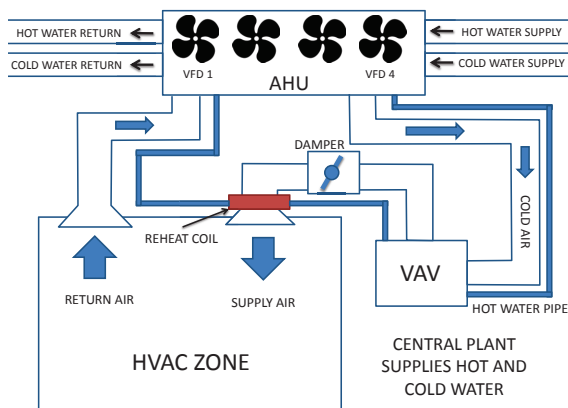 HOT WATER RETURN
HOT WATER SUPPLY
COLD WATER RETURN
COLD WATER SUPPLY
VFD 1
VFD 4
AHU
DAMPER
COLD AIR
REHEAT COIL
VAV
RETURN AIR
SUPPLY AIR
HOT WATER PIPE
HVAC ZONE
CENTRAL PLANT
SUPPLIES HOT AND
COLD WATER